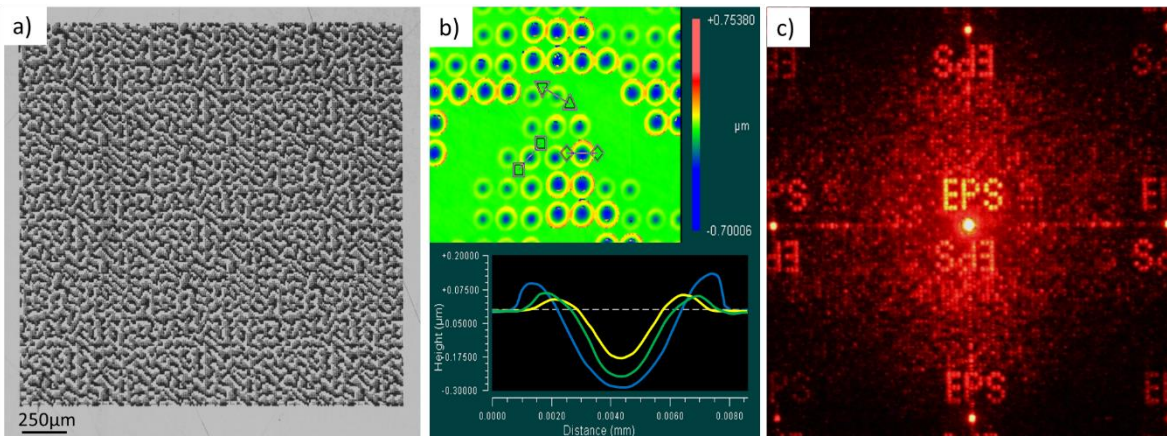 a)
250µm
b)
+0.75380
µm
-0.70006
Height (µm)
+0.20000
+0.07500
-0.05000
-0.17500
-0.30000
0.0000 0.0020 0.0040 0.0060 0.0080
Distance (mm)
c)
EPS
EPS
EPS
EPS
EPS